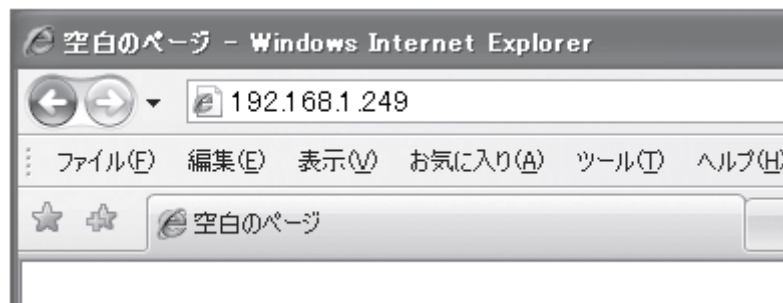 空白のページ - Windows Internet Explorer
192.168.1.249
ファイル(F) 編集(E) 表示(V) お気に入り(A) ツール(T) ヘルプ(H)
空白のページ